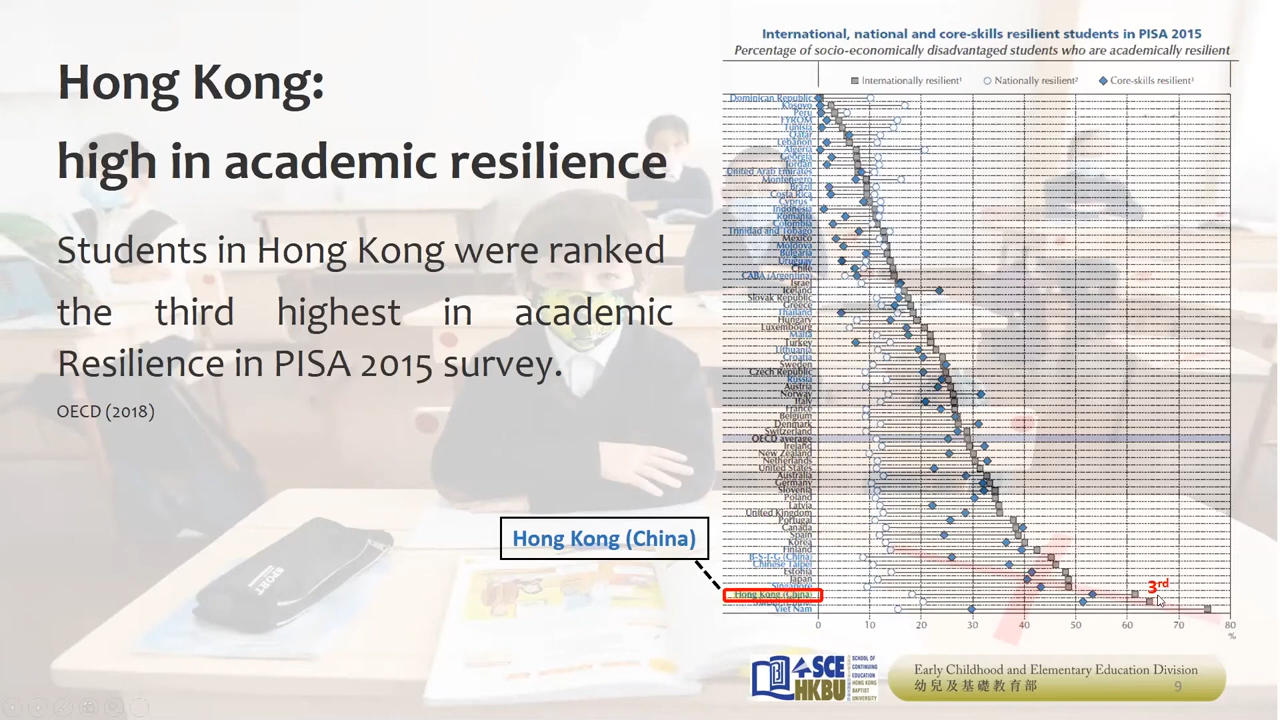 Hong Kong:
high in academic resilience
Students in Hong Kong were ranked
the third highest in academic
Resilience in PISA 2015 survey.
OECD (2018)
Hong Kong (China)
International, national and core-skills resilient students in PISA 2015
Percentage of socio-economically disadvantaged students who are academically resilient
Internationally resilient¹
Nationally resilient²
Core-skills resilient³
Dominican Republic
Kosovo
Peru
FYROM
Tunisia
Qatar
Lebanon
Algeria
Georgia
Jordan
United Arab Emirates
Montenegro
Brazil
Costa Rica
Cyprus
Indonesia
Romania
Colombia
Trinidad and Tobago
Mexico
Moldova
Bulgaria
Uruguay
Chile
CABA (Argentina)
Israel
Iceland
Slovak Republic
Greece
Thailand
Hungary
Luxembourg
Malta
Turkey
Lithuania
Croatia
Sweden
Czech Republic
Russia
Austria
Norway
Italy
France
Belgium
Denmark
Switzerland
OECD average
Ireland
New Zealand
Netherlands
United States
Australia
Germany
Slovenia
Poland
Latvia
United Kingdom
Portugal
Canada
Spain
Korea
Finland
B-S-J-G (China)
Chinese Taipei
Estonia
Japan
Singapore
Hong Kong (China)
Viet Nam
3rd
0 10 20 30 40 50 60 70 80
%
SCE
HKBU
SCHOOL OF
CONTINUING
EDUCATION
HONG KONG
BAPTIST
UNIVERSITY
Early Childhood and Elementary Education Division
幼兒及基礎教育部
9